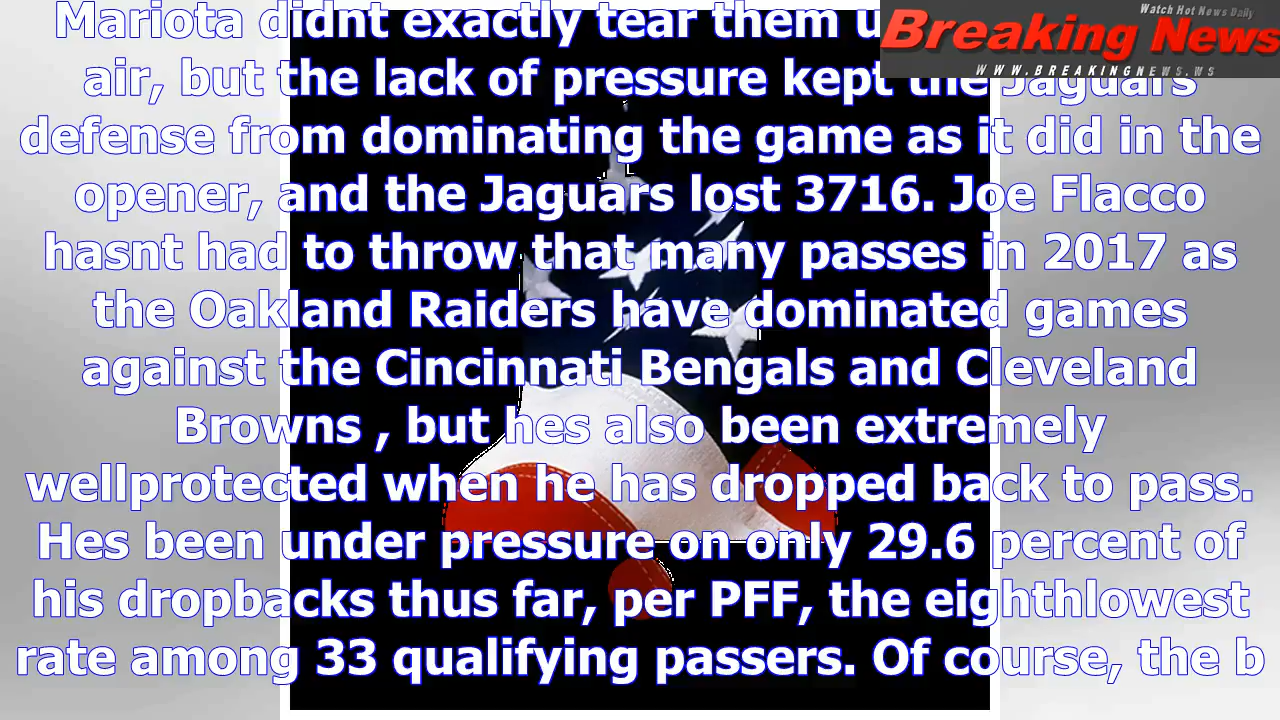 Watch Hot News Daily
Breaking News
WWW.BREAKINGNEWS.WS
Mariota didnt exactly tear them
air, but the lack of pressure kept the Jaguars
defense from dominating the game as it did in the
opener, and the Jaguars lost 3716. Joe Flacco
hasnt had to throw that many passes in 2017 as
the Oakland Raiders have dominated games
against the Cincinnati Bengals and Cleveland
Browns , but hes also been extremely
wellprotected when he has dropped back to pass.
Hes been under pressure on only 29.6 percent of
his dropbacks thus far, per PFF, the eighthlowest
rate among 33 qualifying passers. Of course, the b